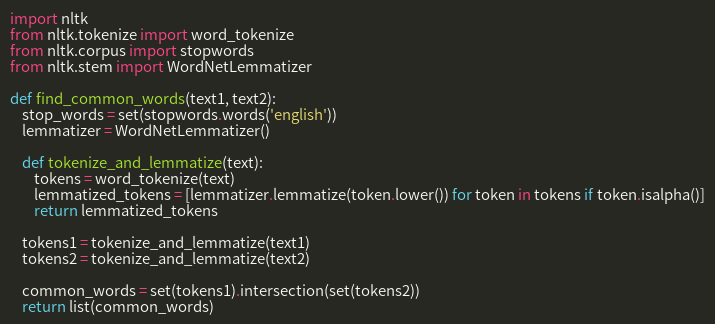 import nltk
from nltk.tokenize import word_tokenize
from nltk.corpus import stopwords
from nltk.stem import WordNetLemmatizer

def find_common_words(text1, text2):
    stop_words = set(stopwords.words('english'))
    lemmatizer = WordNetLemmatizer()

    def tokenize_and_lemmatize(text):
        tokens = word_tokenize(text)
        lemmatized_tokens = [lemmatizer.lemmatize(token.lower()) for token in tokens if token.isalpha()]
        return lemmatized_tokens

    tokens1 = tokenize_and_lemmatize(text1)
    tokens2 = tokenize_and_lemmatize(text2)

    common_words = set(tokens1).intersection(set(tokens2))
    return list(common_words)